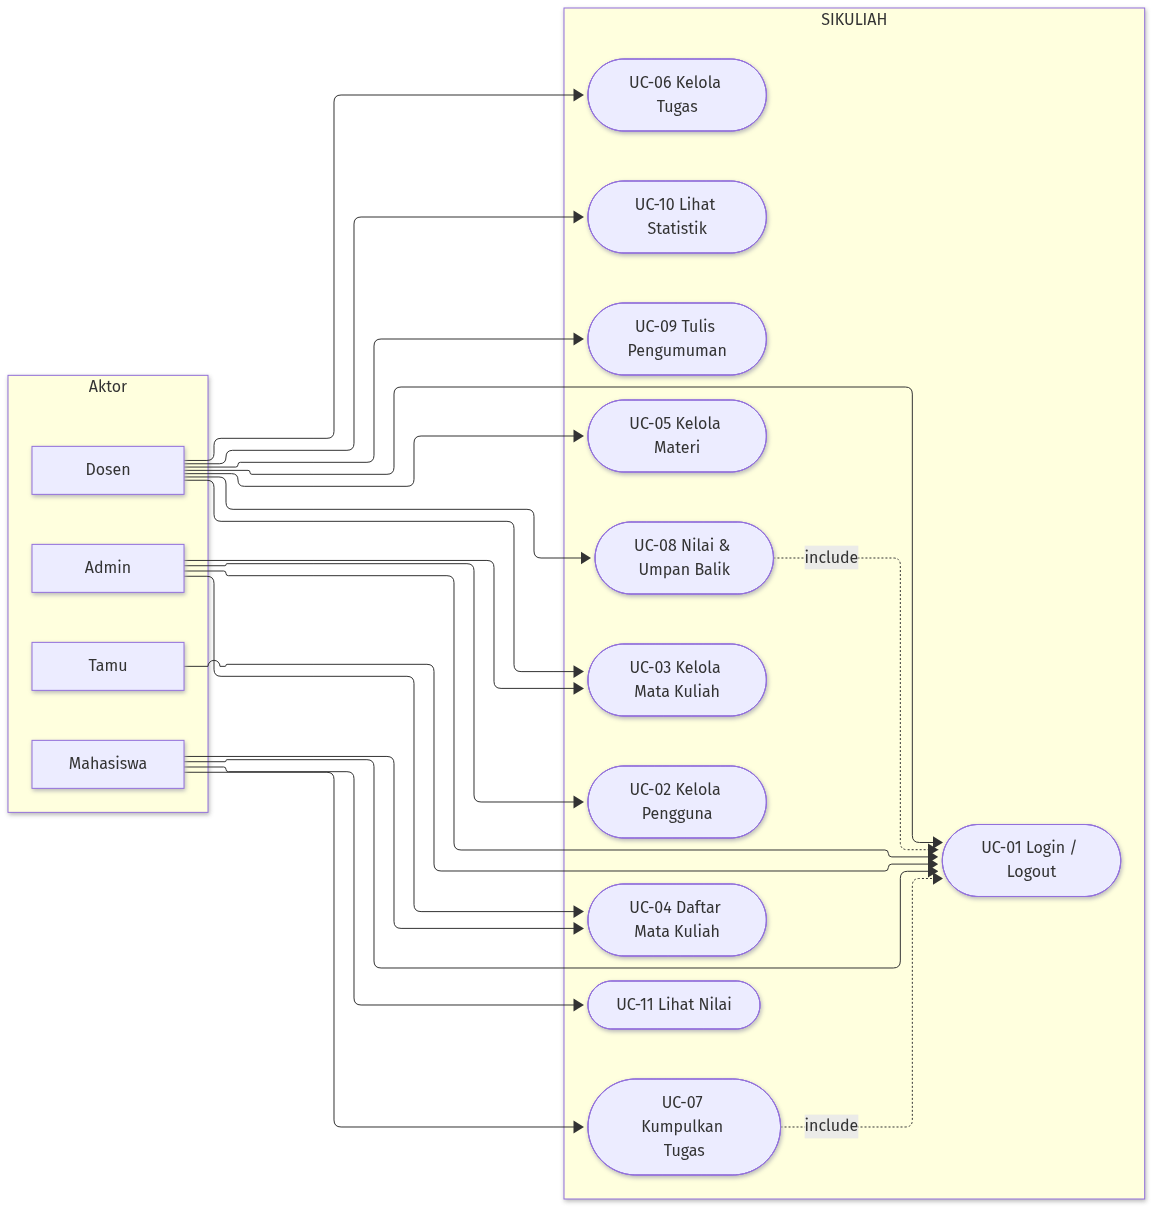 SIKULIAH
UC-06 Kelola
Tugas
UC-10 Lihat
Statistik
UC-09 Tulis
Pengumuman
Aktor
UC-05 Kelola
Materi
Dosen
UC-08 Nilai &
Umpan Balik
include
Admin
UC-03 Kelola
Mata Kuliah
Tamu
Mahasiswa
UC-02 Kelola
Pengguna
UC-01 Login /
Logout
UC-04 Daftar
Mata Kuliah
UC-11 Lihat Nilai
UC-07
Kumpulkan
Tugas
include